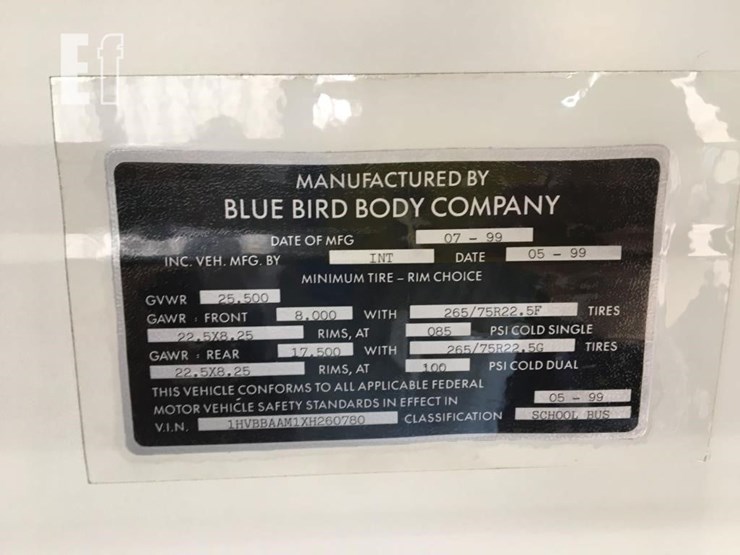 Ef
MANUFACTURED BY
BLUE BIRD BODY COMPANY
DATE OF MFG 07 - 99
INC. VEH. MFG. BY INT DATE 05 - 99
MINIMUM TIRE – RIM CHOICE
GVWR 25,500
GAWR : FRONT 8,000 WITH 265/75R22.5F TIRES
22.5X8.25 RIMS, AT 085 PSI COLD SINGLE
GAWR : REAR 17,500 WITH 265/75R22.5G TIRES
22.5X8.25 RIMS, AT 100 PSI COLD DUAL
THIS VEHICLE CONFORMS TO ALL APPLICABLE FEDERAL
MOTOR VEHICLE SAFETY STANDARDS IN EFFECT IN 05 - 99
V.I.N. 1HVBBAAM1XH260780 CLASSIFICATION SCHOOL BUS